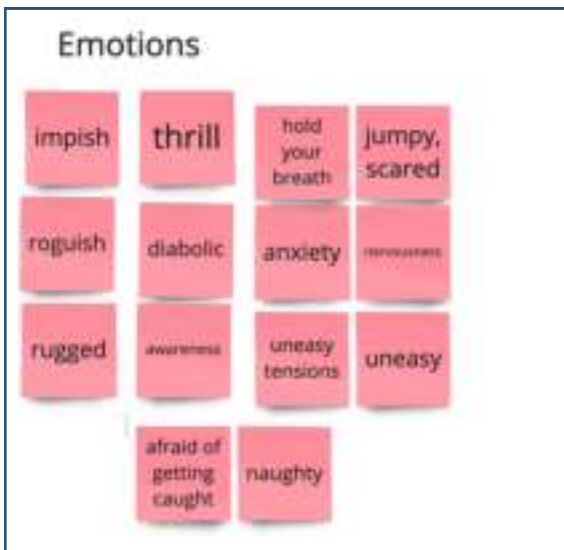 Emotions
impish
thrill
hold
your
breath
jumpy,
scared
roguish
diabolic
anxiety
nervousness
rugged
awareness
uneasy
tensions
uneasy
afraid of
getting
caught
naughty